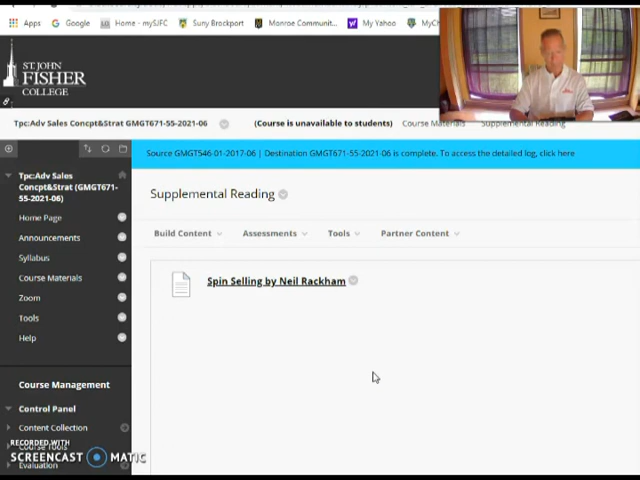 Apps
Google
Home - mySJFC
Suny Brockport
Monroe Communit...
My Yahoo
ST. JOHN
FISHER
COLLEGE
Tpc:Adv Sales Concpt&Strat GMGT671-55-2021-06
(Course is unavailable to students)
Course Materials
Supplemental Reading
Source GMGT546-01-2017-06 | Destination GMGT671-55-2021-06 is complete. To access the detailed log, click here
Tpc:Adv Sales
Concpt&Strat (GMGT671-
55-2021-06)
Home Page
Announcements
Syllabus
Course Materials
Zoom
Tools
Help
Course Management
Control Panel
Content Collection
Course Tools
Evaluation
Supplemental Reading
Build Content
Assessments
Tools
Partner Content
Spin Selling by Neil Rackham
RECORDED WITH
SCREENCAST MATIC